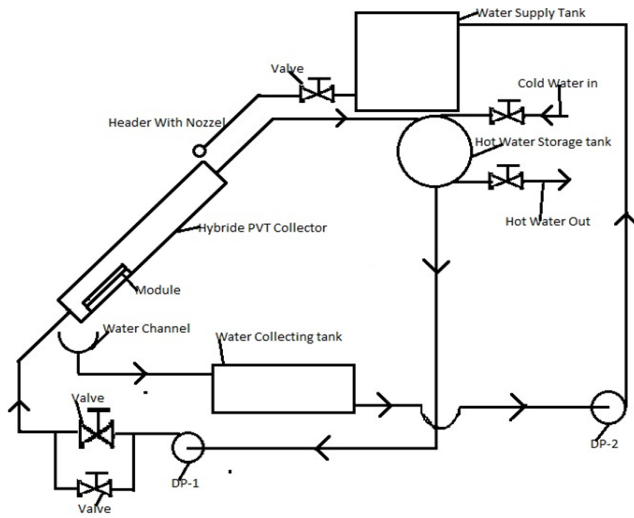 Water Supply Tank
Valve
Cold Water in
Header With Nozzel
Hot Water Storage tank
Hot Water Out
Hybride PVT Collector
Module
Water Channel
Water Collecting tank
Valve
DP-2
DP-1
Valve